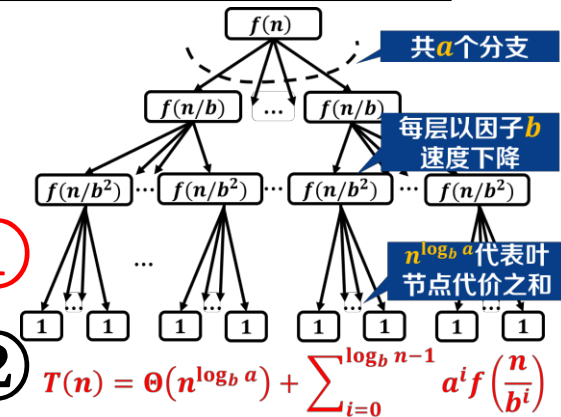 f(n)
共a个分支
f(n/b) ... f(n/b)
每层以因子b
速度下降
f(n/b²) ... f(n/b²) ... f(n/b²) ... f(n/b²)
n^{log_b a}代表叶
节点代价之和
...
... ... ... ...
1 1 1 1 1 1 1 1
2
T(n) = Θ(n^{log_b a}) + ∑_{i=0}^{log_b n-1} a^i f(n/b^i)